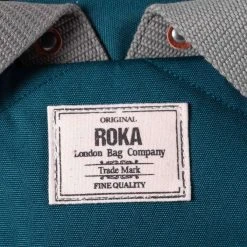 ORIGINAL
ROKA
London Bag Company
Trade Mark
FINE QUALITY